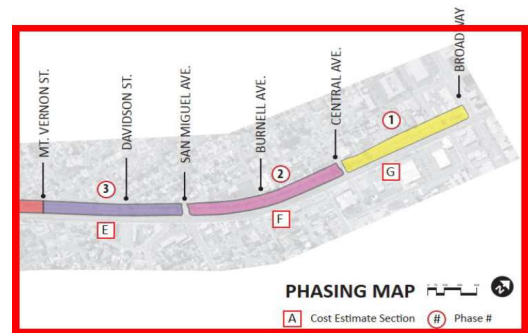 MT. VERNON ST.
DAVIDSON ST.
SAN MIGUEL AVE.
BURNELL AVE.
CENTRAL AVE.
BROADWAY
1
2
3
G
F
E
PHASING MAP
A Cost Estimate Section # Phase #